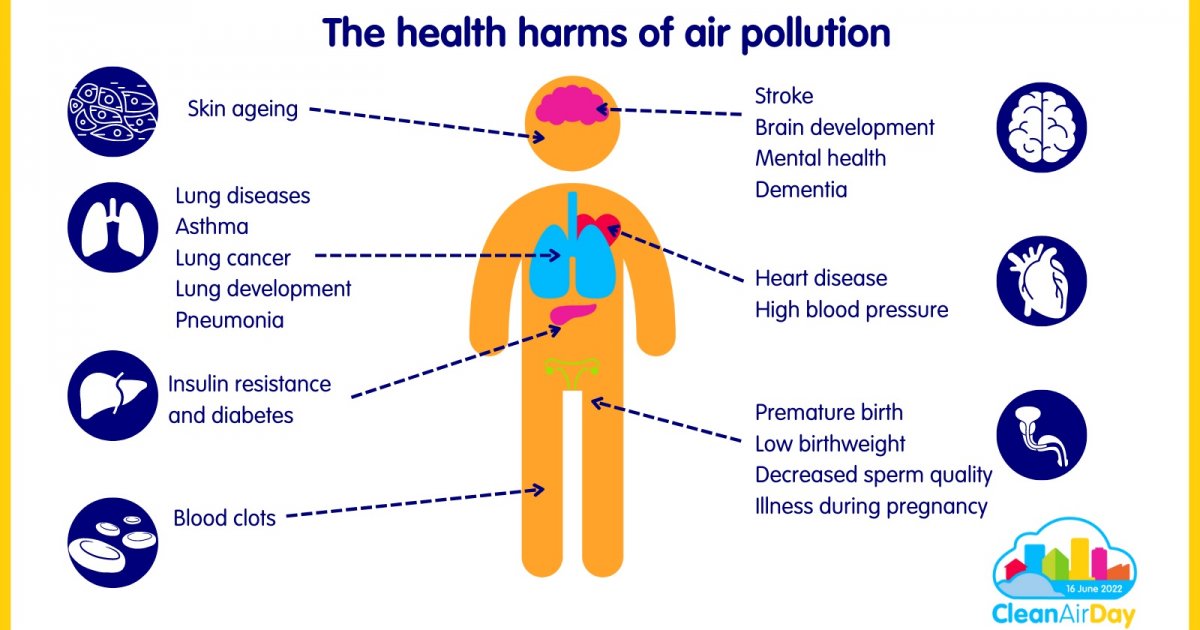 The health harms of air pollution
Skin ageing
Lung diseases
Asthma
Lung cancer
Lung development
Pneumonia
Insulin resistance
and diabetes
Blood clots
Stroke
Brain development
Mental health
Dementia
Heart disease
High blood pressure
Premature birth
Low birthweight
Decreased sperm quality
Illness during pregnancy
16 June 2022
CleanAirDay